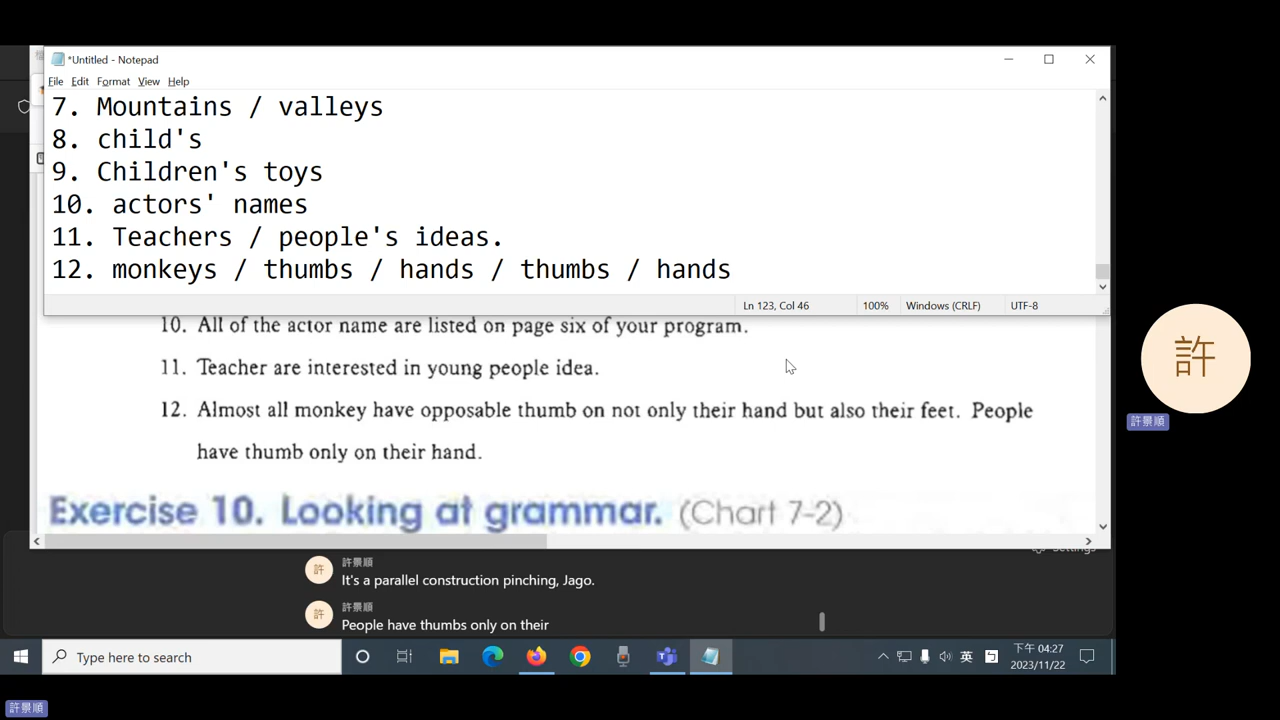 *Untitled - Notepad
File Edit Format View Help
7. Mountains / valleys
8. child's
9. Children's toys
10. actors' names
11. Teachers / people's ideas.
12. monkeys / thumbs / hands / thumbs / hands
Ln 123, Col 46 100% Windows (CRLF) UTF-8
10. All of the actor name are listed on page six of your program.
11. Teacher are interested in young people idea.
12. Almost all monkey have opposable thumb on not only their hand but also their feet. People
have thumb only on their hand.
Exercise 10. Looking at grammar. (Chart 7-2)
Settings
許景順
許 It's a parallel construction pinching, Jago.
許景順
許 People have thumbs only on their
許
許景順
Type here to search
英
下午 04:27
2023/11/22
許景順